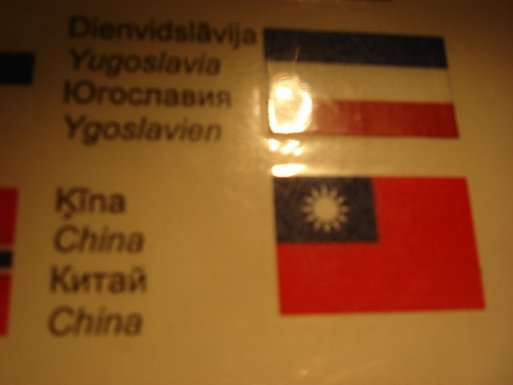 Dienvidslāvija
Yugoslavia
Югославия
Ygoslavien
Ķīna
China
Китай
China